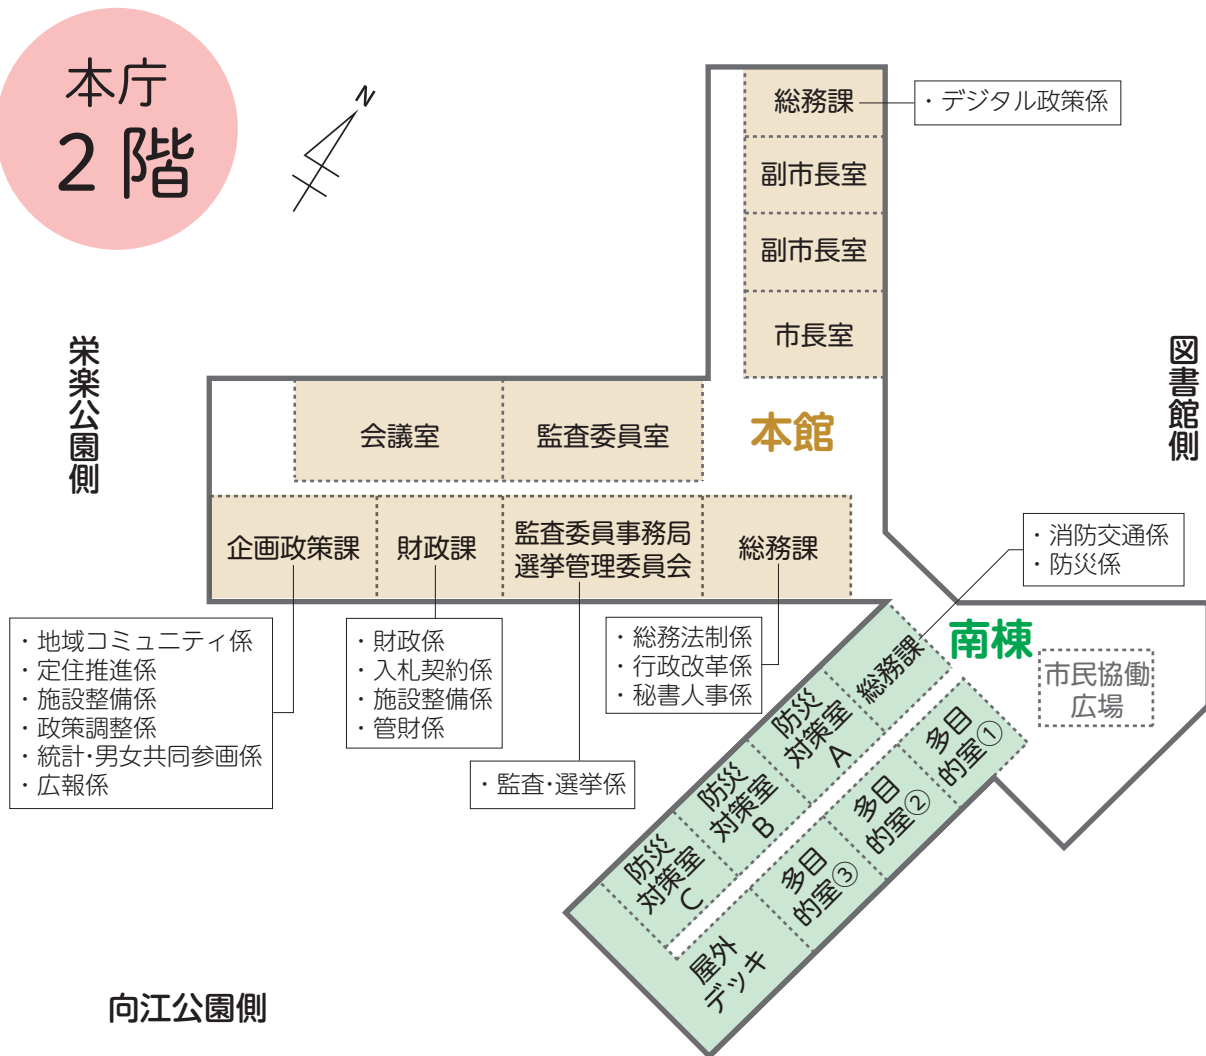 本庁
2階
N
総務課
・デジタル政策係
副市長室
副市長室
市長室
栄楽公園側
図書館側
本館
会議室
監査委員室
企画政策課
財政課
監査委員事務局
選挙管理委員会
総務課
・消防交通係
・防災係
・地域コミュニティ係
・定住推進係
・施設整備係
・政策調整係
・統計・男女共同参画係
・広報係
・財政係
・入札契約係
・施設整備係
・管財係
・監査・選挙係
・総務法制係
・行政改革係
・秘書人事係
南棟
市民協働
広場
総務課
防災
対策室
A
防災
対策室
B
防災
対策室
C
多目
的室①
多目
的室②
多目
的室③
屋外
デッキ
向江公園側